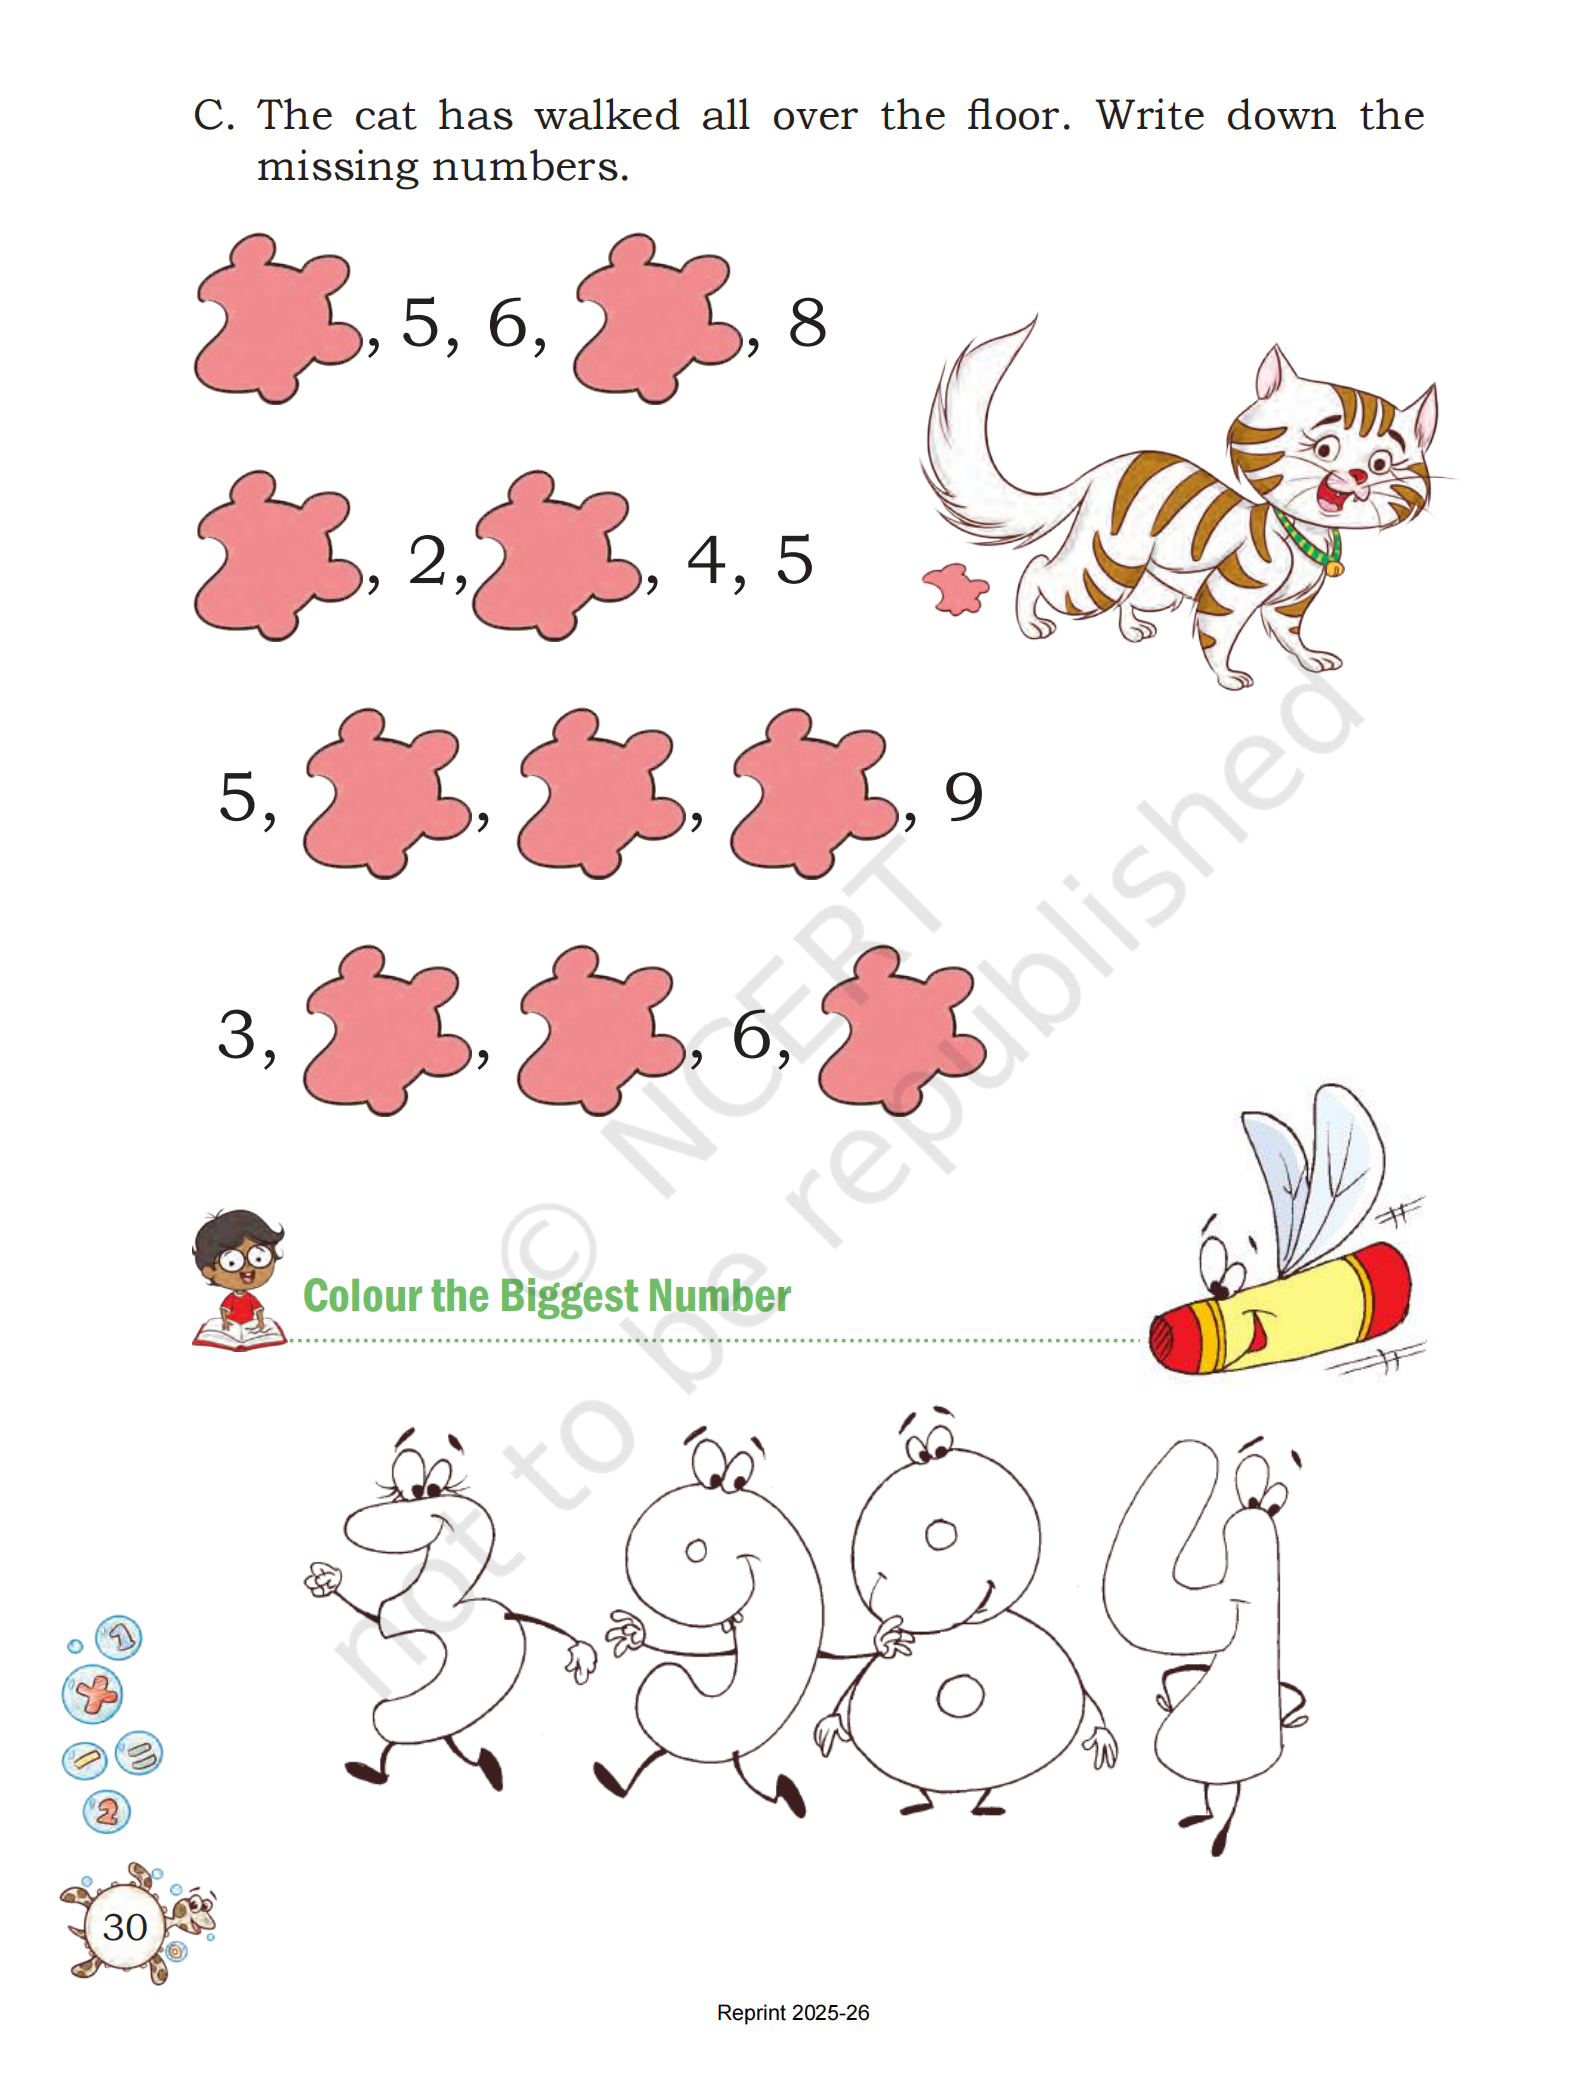 C. The cat has walked all over the floor. Write down the
missing numbers.
, 5, 6, , 8
, 2, , 4, 5
5, , , , 9
3, , , 6,
© NCERT
not to be republished
Colour the Biggest Number
3 9 8 4
1
+
−
=
2
30
Reprint 2025-26